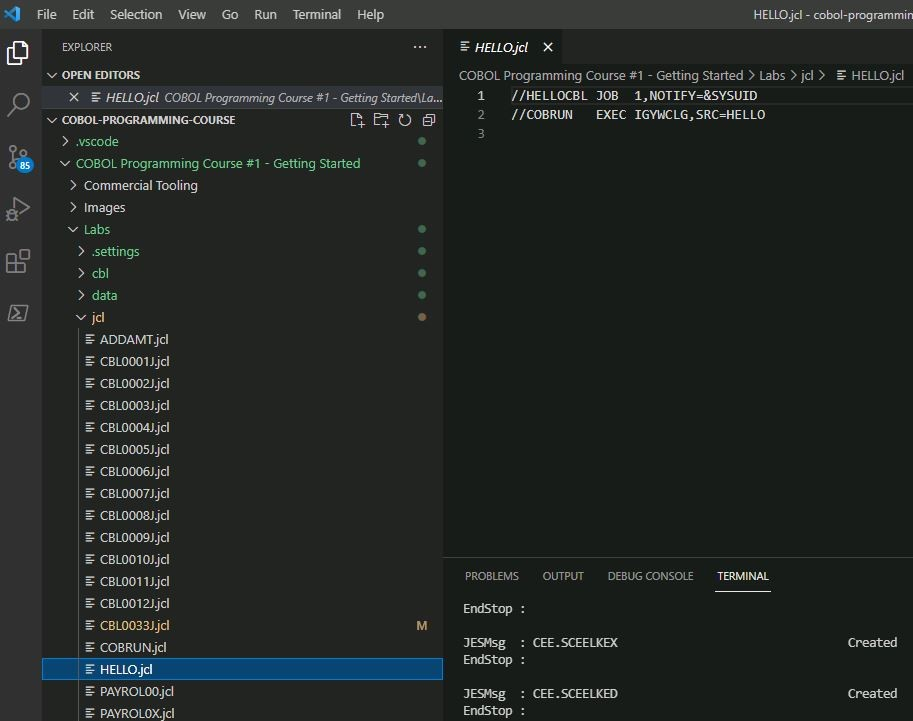 File Edit Selection View Go Run Terminal Help HELLO.jcl - cobol-programmin
EXPLORER ···
OPEN EDITORS
HELLO.jcl COBOL Programming Course #1 - Getting Started\La...
COBOL-PROGRAMMING-COURSE
.vscode
COBOL Programming Course #1 - Getting Started
Commercial Tooling
Images
Labs
.settings
cbl
data
jcl
ADDAMT.jcl
CBL0001J.jcl
CBL0002J.jcl
CBL0003J.jcl
CBL0004J.jcl
CBL0005J.jcl
CBL0006J.jcl
CBL0007J.jcl
CBL0008J.jcl
CBL0009J.jcl
CBL0010J.jcl
CBL0011J.jcl
CBL0012J.jcl
CBL0033J.jcl M
COBRUN.jcl
HELLO.jcl
PAYROL00.jcl
PAYROL0X.jcl
85
HELLO.jcl
COBOL Programming Course #1 - Getting Started > Labs > jcl > HELLO.jcl
1 //HELLOCBL JOB 1,NOTIFY=&SYSUID
2 //COBRUN EXEC IGYWCLG,SRC=HELLO
3
PROBLEMS OUTPUT DEBUG CONSOLE TERMINAL
EndStop :
JESMsg : CEE.SCEELKEX Created
EndStop :
JESMsg : CEE.SCEELKED Created
EndStop :